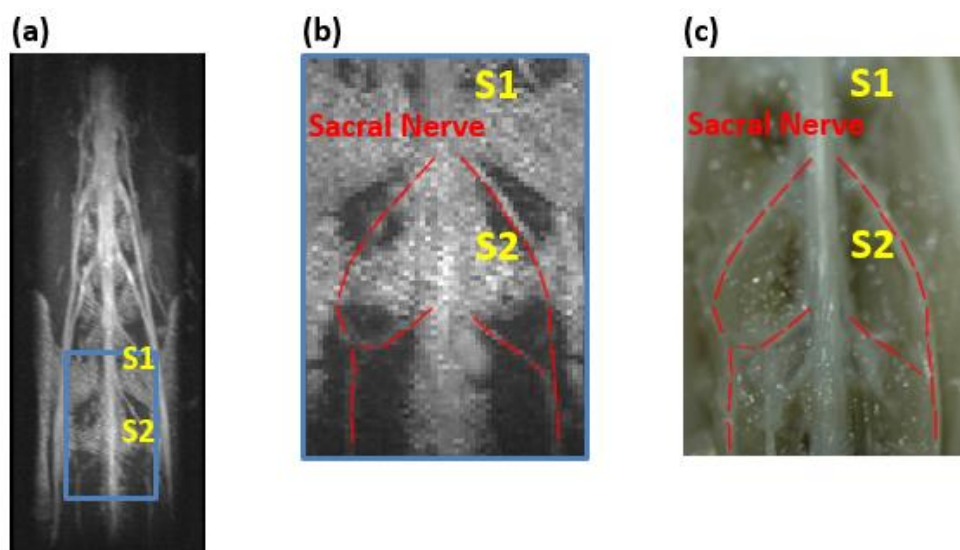 (a)
(b)
(c)
S1
S2
S1
Sacral Nerve
S2
S1
Sacral Nerve
S2